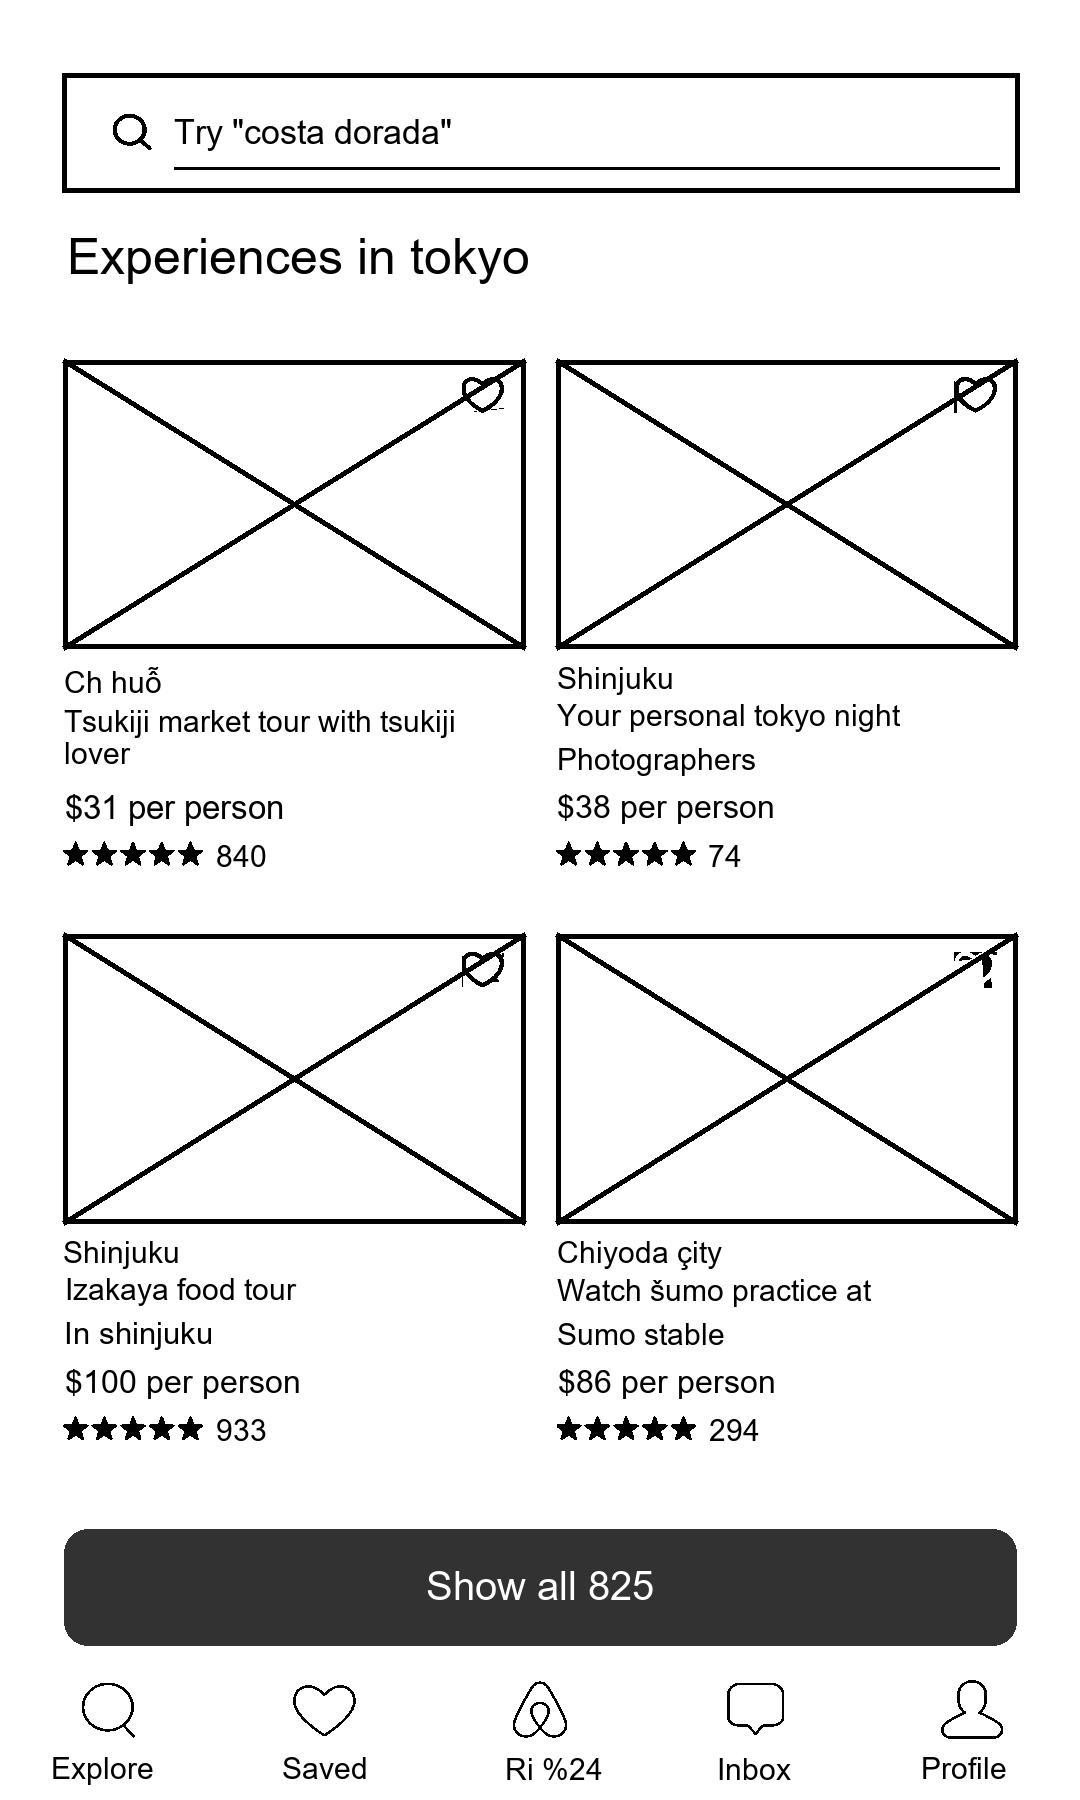 Try "costa dorada"
Experiences in tokyo
Ch huỗ
Tsukiji market tour with tsukiji
lover
$31 per person
840
Shinjuku
Your personal tokyo night
Photographers
$38 per person
74
Shinjuku
Izakaya food tour
In shinjuku
$100 per person
933
Chiyoda çity
Watch šumo practice at
Sumo stable
$86 per person
294
Show all 825
Explore
Saved
Ri %24
Inbox
Profile